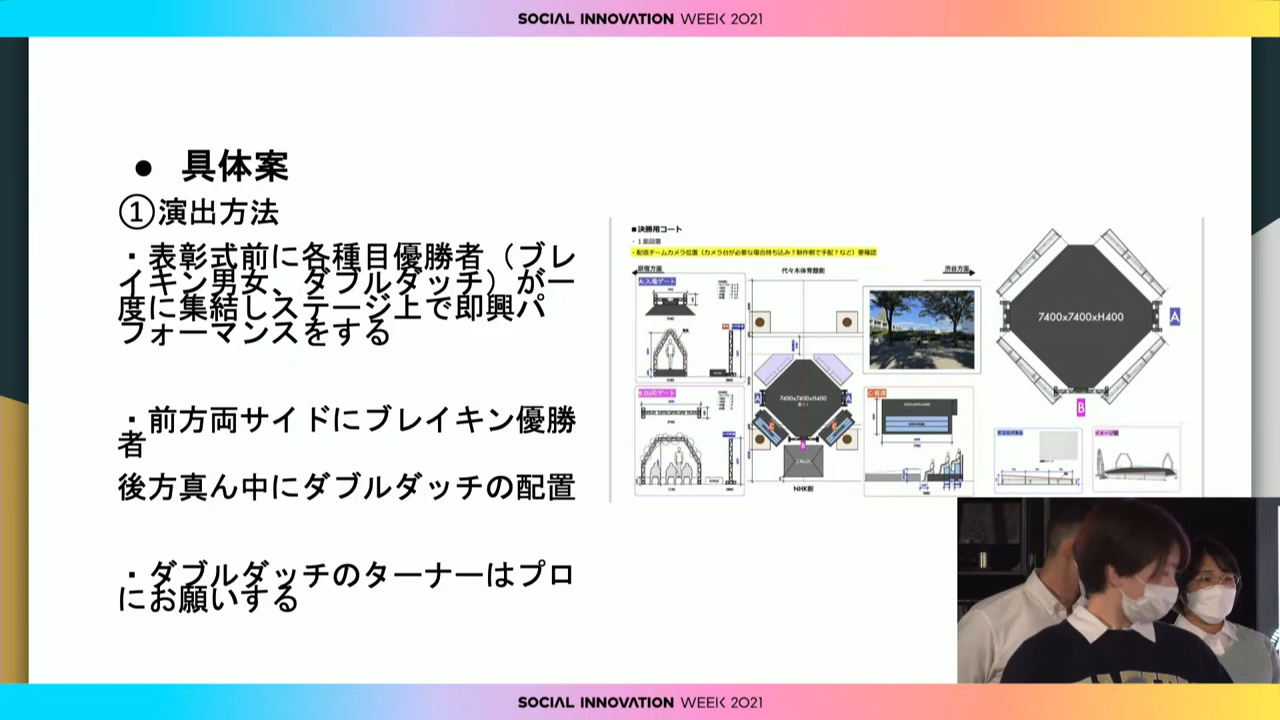 SOCIAL INNOVATION WEEK 2021
● 具体案
①演出方法
・表彰式前に各種目優勝者（ブレ
イキン男女、ダブルダッチ）が一
度に集結しステージ上で即興パ
フォーマンスをする
・前方両サイドにブレイキン優勝
者
後方真ん中にダブルダッチの配置
・ダブルダッチのターナーはプロ
にお願いする
■決勝用コート
・1面設置
・配信チームカメラ位置（カメラ台が必要な場合持ち込み？制作側で手配？など）要確認
原宿方面
代々木体育館側
渋谷方面
A.入場ゲート
7400x7400xH400
A
B
7400x7400xH400
A
A
C
C
B
NHK側
イメージ図
SOCIAL INNOVATION WEEK 2021